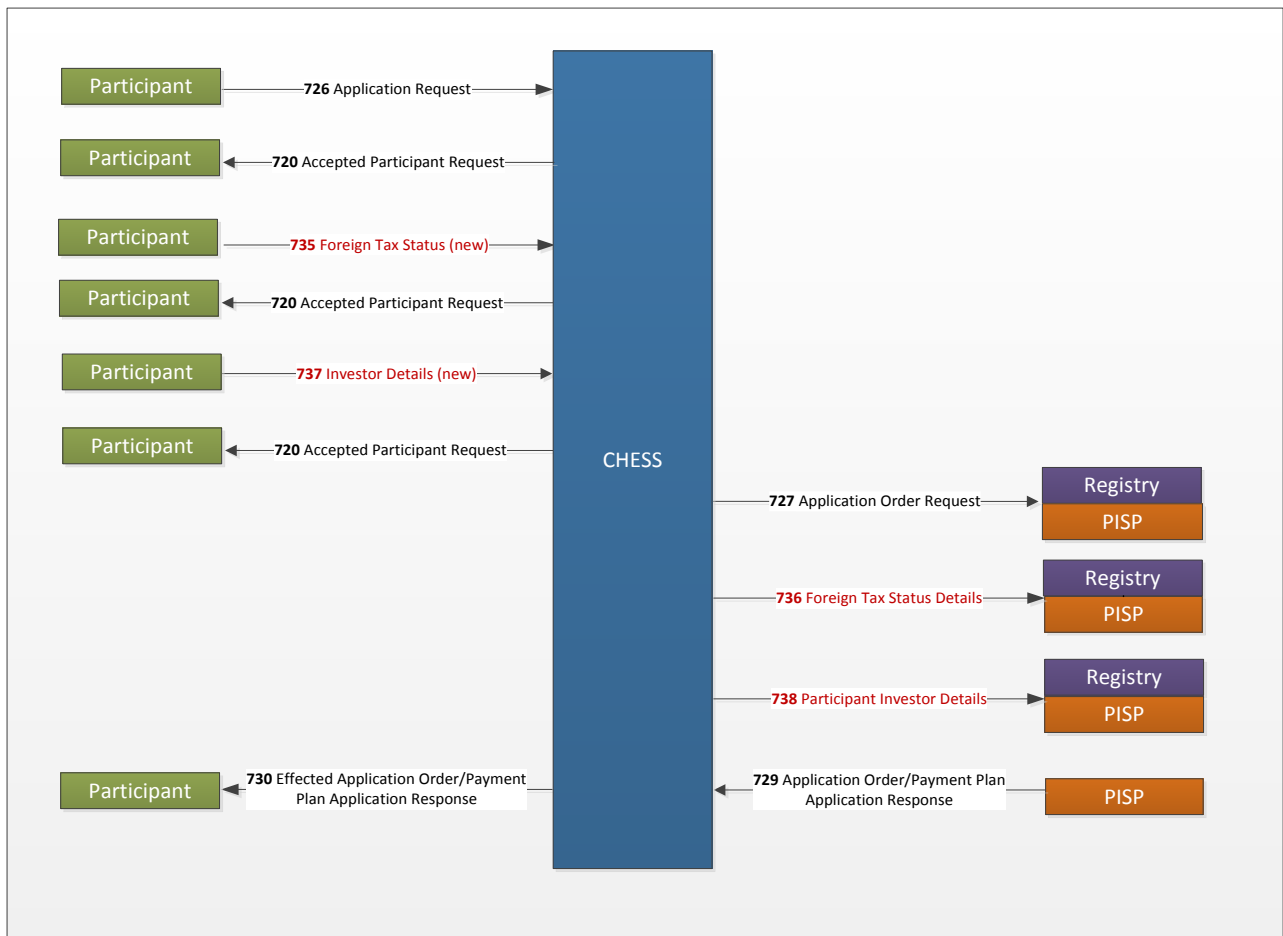 Participant
726 Application Request
Participant
720 Accepted Participant Request
Participant
735 Foreign Tax Status (new)
Participant
720 Accepted Participant Request
Participant
737 Investor Details (new)
Participant
720 Accepted Participant Request
CHESS
727 Application Order Request
Registry
PISP
736 Foreign Tax Status Details
Registry
PISP
738 Participant Investor Details
Registry
PISP
Participant
730 Effected Application Order/Payment
Plan Application Response
729 Application Order/Payment Plan
Application Response
PISP